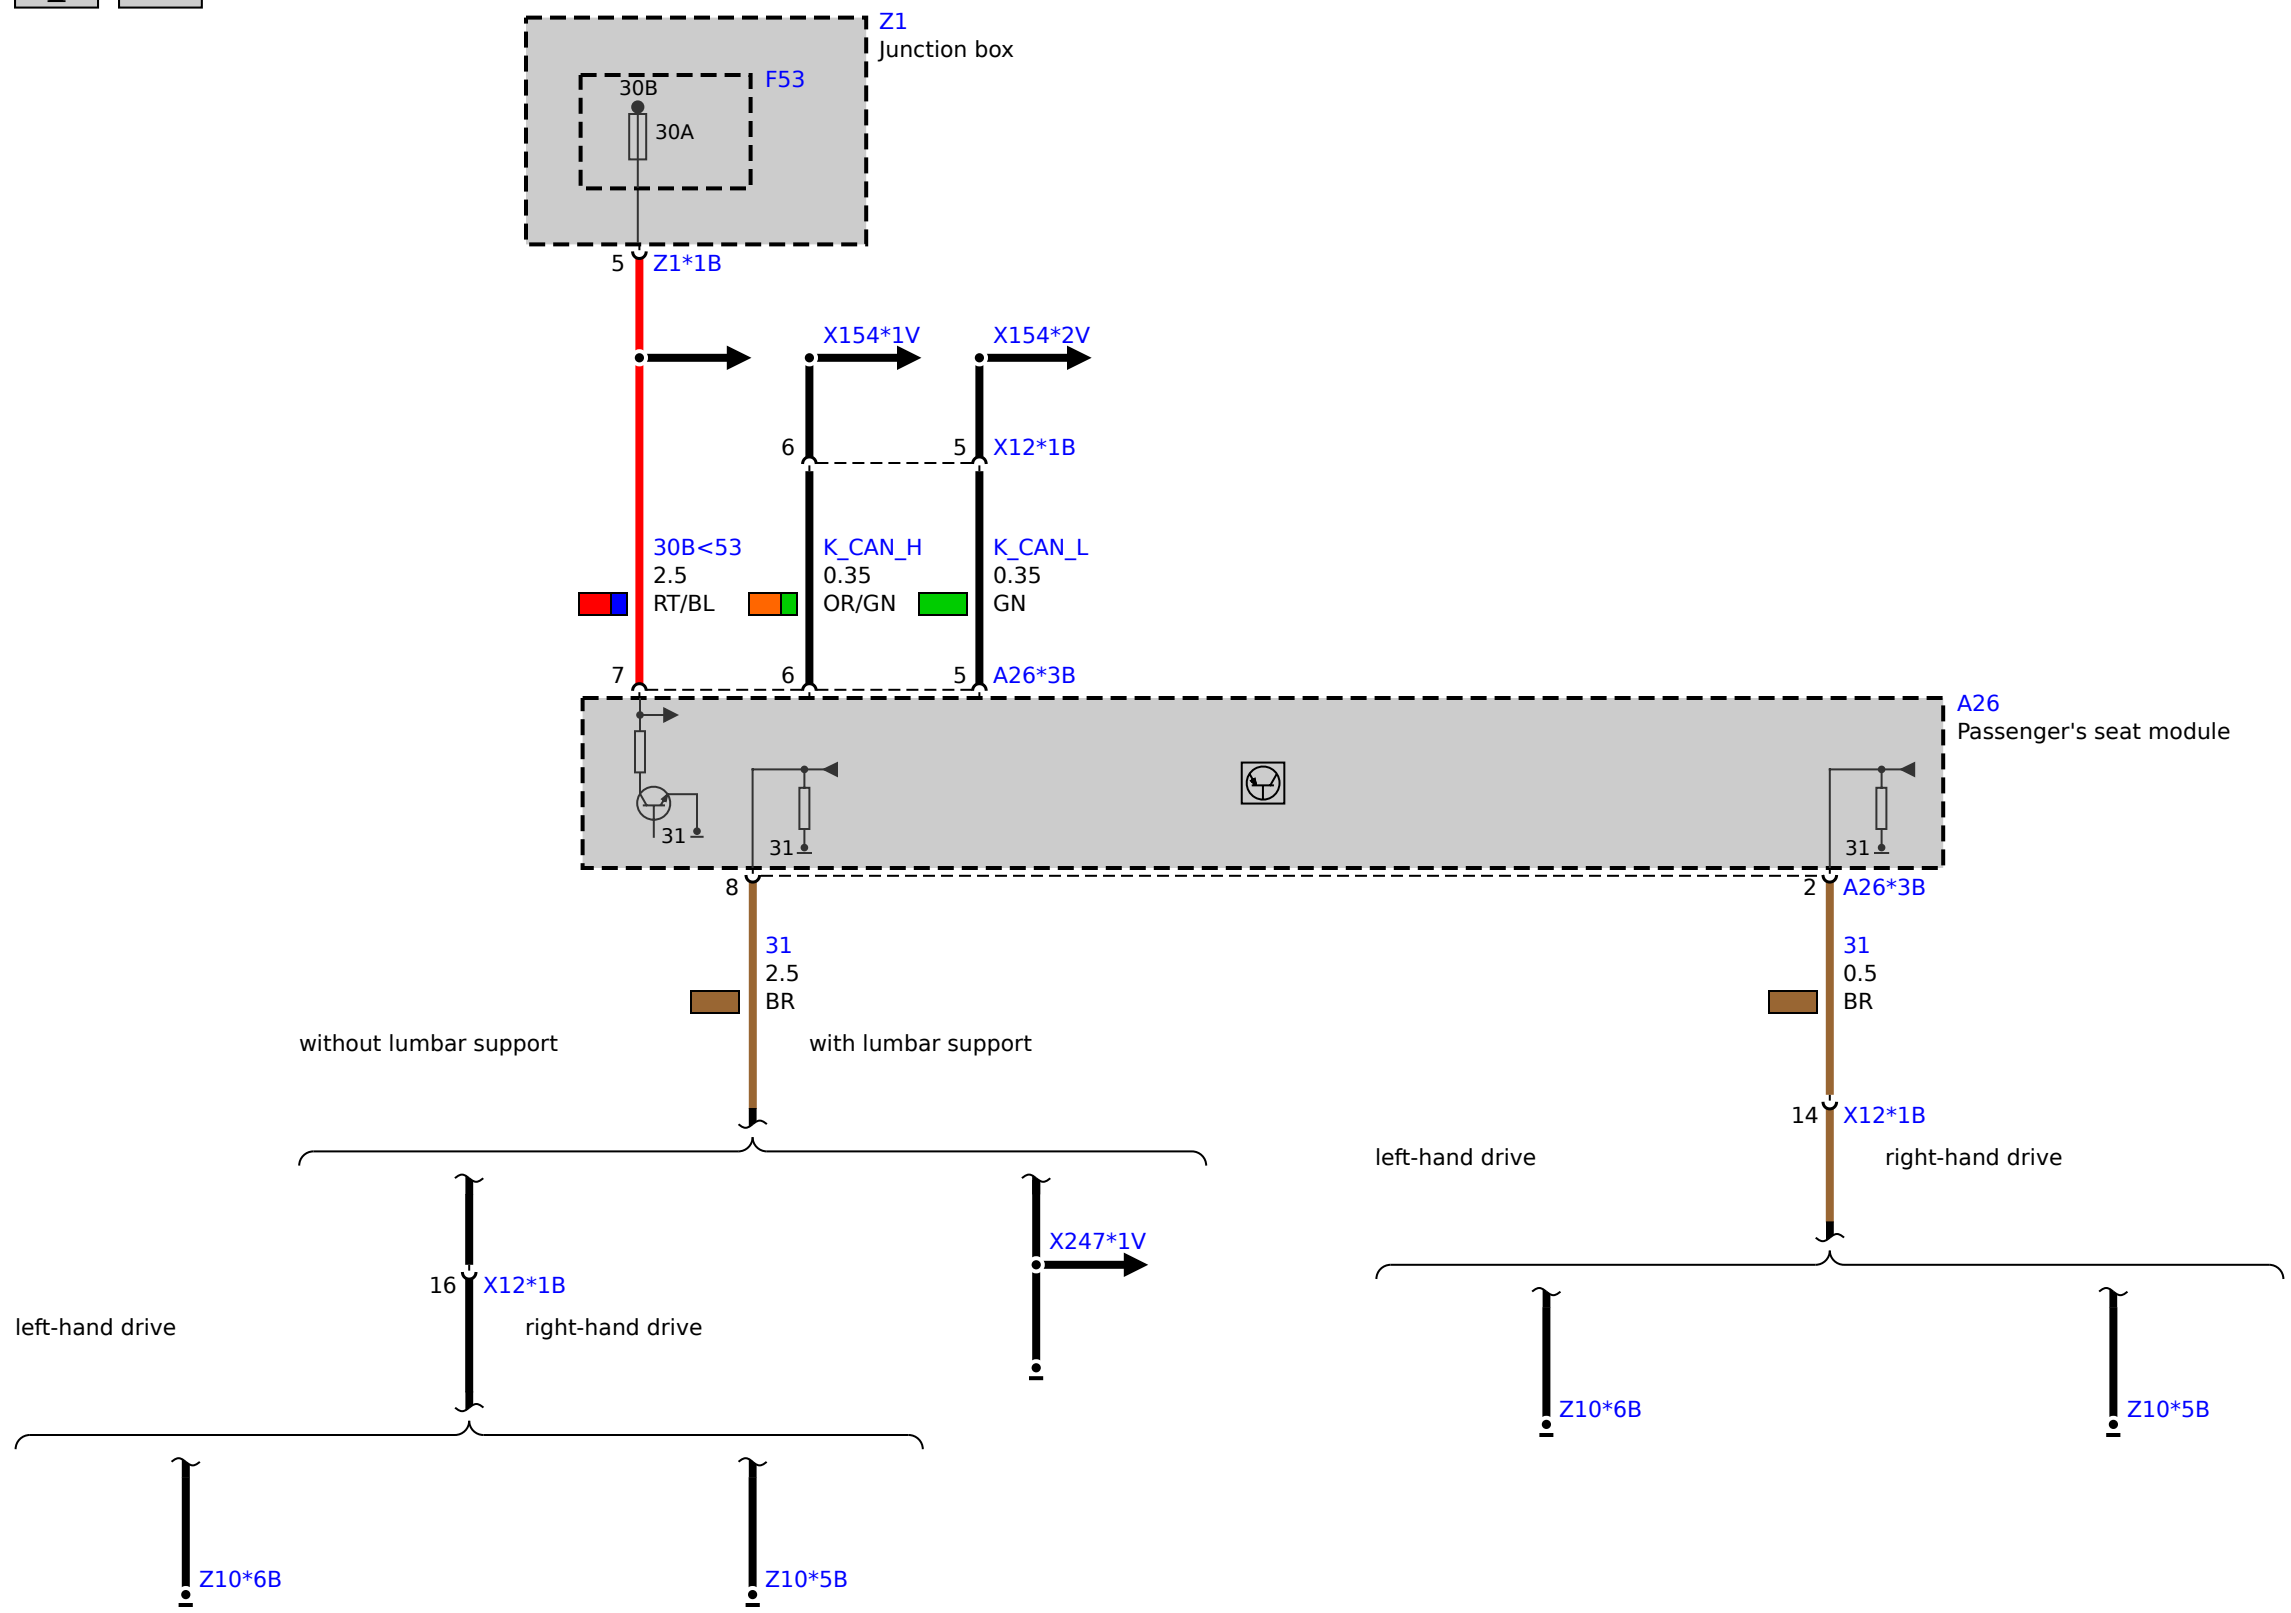 Z1
Junction box
F53
30B
30A
5 Z1*1B
X154*1V X154*2V
6 5 X12*1B
30B<53 K_CAN_H K_CAN_L
2.5 0.35 0.35
RT/BL OR/GN GN
7 6 5 A26*3B
A26
Passenger's seat module
31 31 31
8 2 A26*3B
31 31
2.5 0.5
BR BR
without lumbar support with lumbar support
14 X12*1B
left-hand drive right-hand drive
X247*1V
16 X12*1B
left-hand drive right-hand drive
Z10*6B Z10*5B
Z10*6B Z10*5B